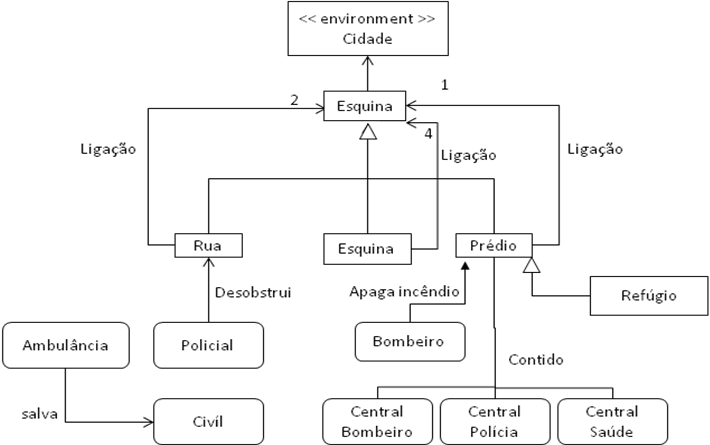 << environment >>
Cidade
1
2
Esquina
4
Ligação
Ligação
Ligação
Rua
Esquina
Prédio
Desobstrui
Apaga incêndio
Refúgio
Ambulância
Policial
Bombeiro
Contido
salva
Civíl
Central
Bombeiro
Central
Polícia
Central
Saúde